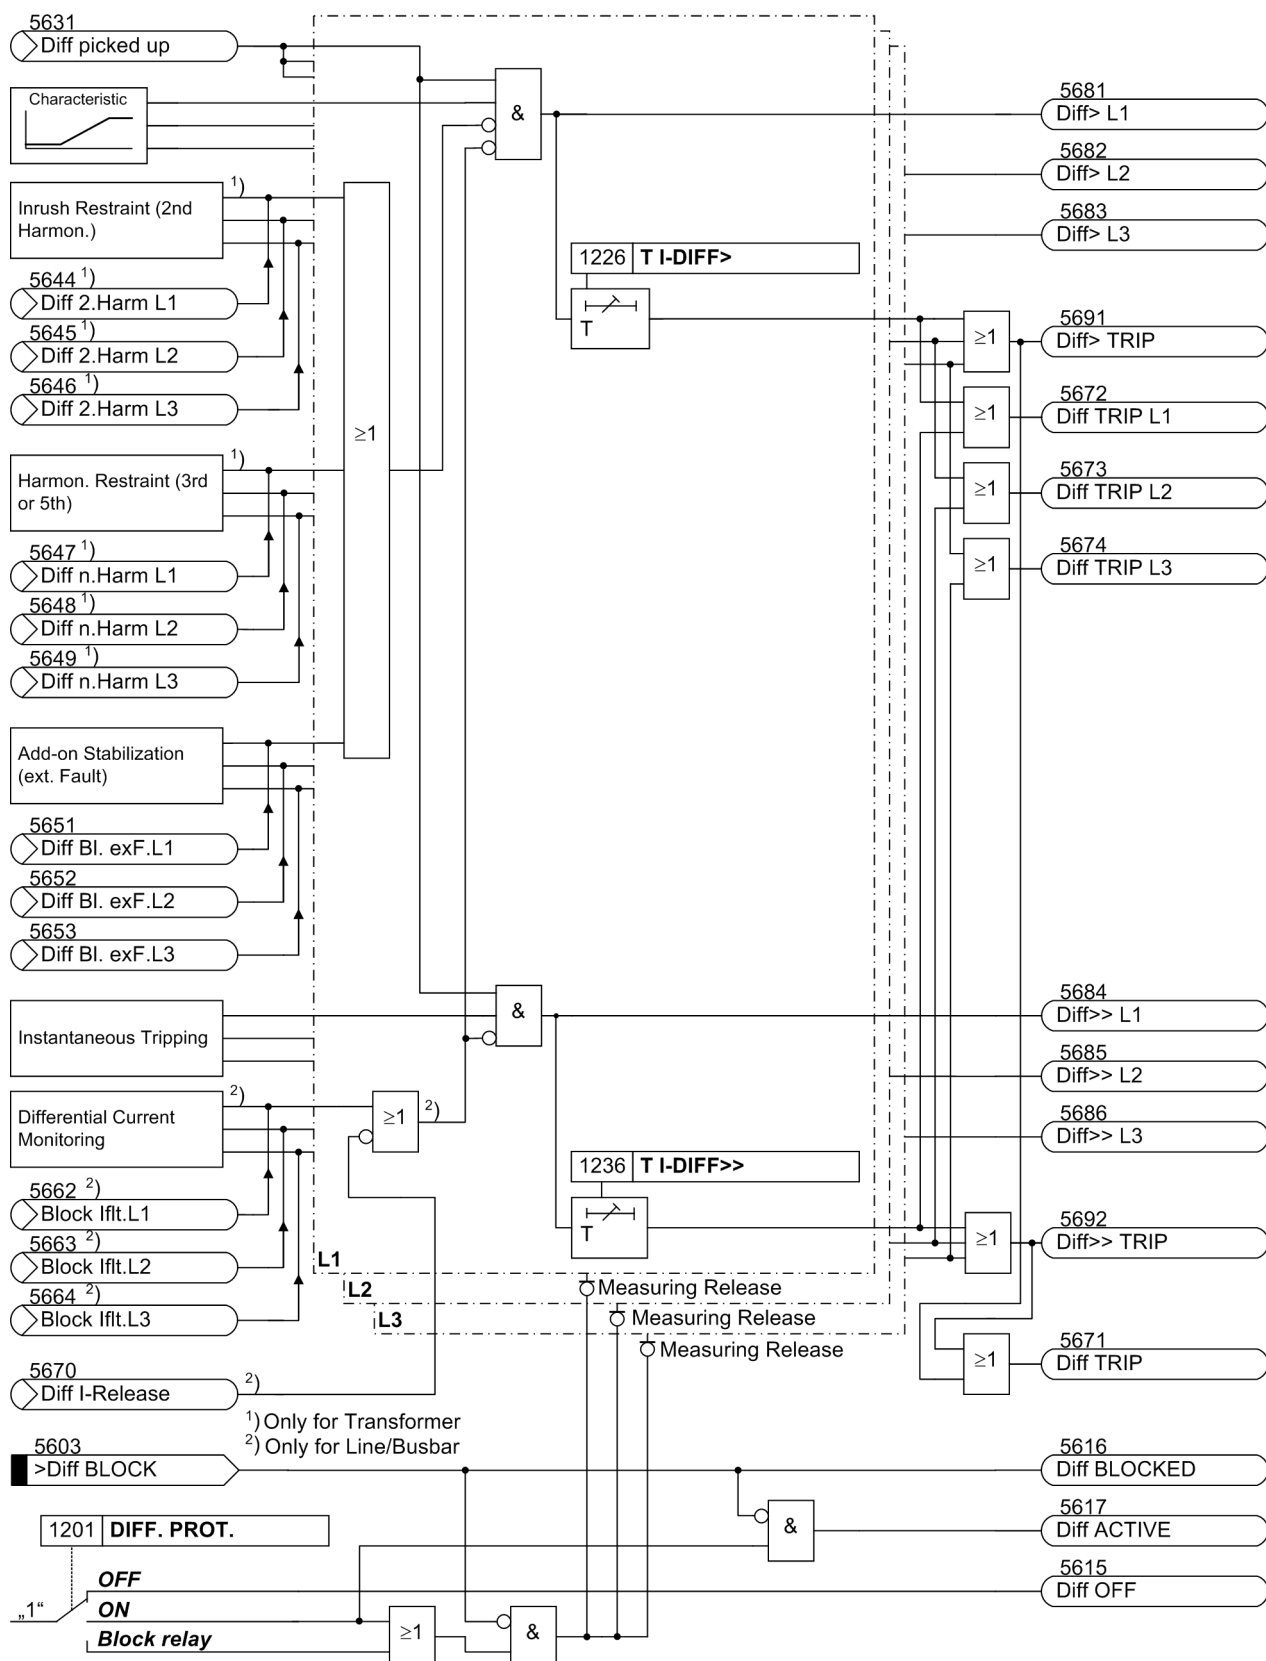 5631
Diff picked up
Characteristic
Inrush Restraint (2nd
Harmon.)
1)
5644 1)
Diff 2.Harm L1
5645 1)
Diff 2.Harm L2
5646 1)
Diff 2.Harm L3
Harmon. Restraint (3rd
or 5th)
1)
5647 1)
Diff n.Harm L1
5648 1)
Diff n.Harm L2
5649 1)
Diff n.Harm L3
Add-on Stabilization
(ext. Fault)
5651
Diff Bl. exF.L1
5652
Diff Bl. exF.L2
5653
Diff Bl. exF.L3
Instantaneous Tripping
Differential Current
Monitoring
2)
5662 2)
Block Iflt.L1
5663 2)
Block Iflt.L2
5664 2)
Block Iflt.L3
5670
Diff I-Release
2)
5603
>Diff BLOCK
1201 DIFF. PROT.
„1“
OFF
ON
Block relay
≥1
&
≥1
&
&
≥1
2)
1226 T I-DIFF>
T
1236 T I-DIFF>>
T
L1
L2
L3
Measuring Release
Measuring Release
Measuring Release
1) Only for Transformer
2) Only for Line/Busbar
≥1
≥1
≥1
≥1
≥1
≥1
&
5681
Diff> L1
5682
Diff> L2
5683
Diff> L3
5691
Diff> TRIP
5672
Diff TRIP L1
5673
Diff TRIP L2
5674
Diff TRIP L3
5684
Diff>> L1
5685
Diff>> L2
5686
Diff>> L3
5692
Diff>> TRIP
5671
Diff TRIP
5616
Diff BLOCKED
5617
Diff ACTIVE
5615
Diff OFF